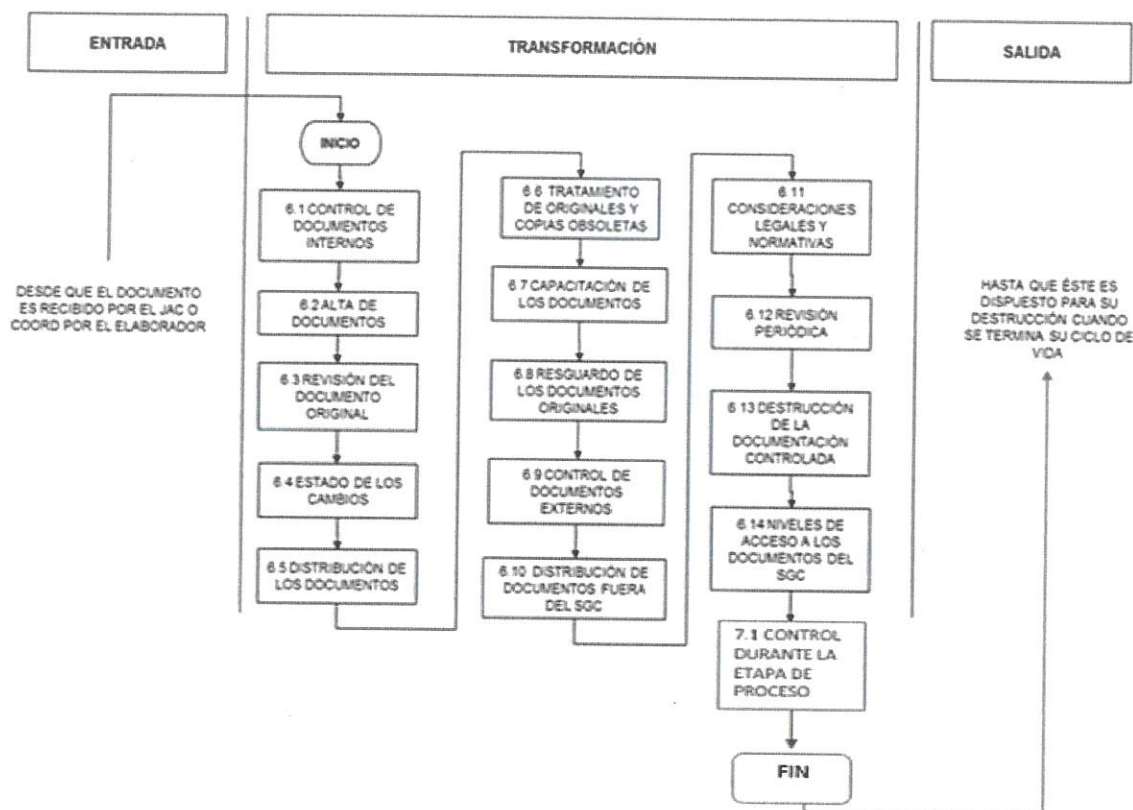 ENTRADA
TRANSFORMACIÓN
SALIDA
DESDE QUE EL DOCUMENTO
ES RECIBIDO POR EL JAC O
COORD POR EL ELABORADOR
INICIO
6.1 CONTROL DE
DOCUMENTOS
INTERNOS
6.2 ALTA DE
DOCUMENTOS
6.3 REVISIÓN DEL
DOCUMENTO
ORIGINAL
6.4 ESTADO DE LOS
CAMBIOS
6.5 DISTRIBUCIÓN DE
LOS DOCUMENTOS
6.6 TRATAMIENTO
DE ORIGINALES Y
COPIAS OBSOLETAS
6.7 CAPACITACIÓN DE
LOS DOCUMENTOS
6.8 RESGUARDO DE
LOS DOCUMENTOS
ORIGINALES
6.9 CONTROL DE
DOCUMENTOS
EXTERNOS
6.10 DISTRIBUCIÓN DE
DOCUMENTOS FUERA
DEL SGC
6.11
CONSIDERACIONES
LEGALES Y
NORMATIVAS
6.12 REVISIÓN
PERIÓDICA
6.13 DESTRUCCIÓN
DE LA
DOCUMENTACIÓN
CONTROLADA
6.14 NIVELES DE
ACCESO A LOS
DOCUMENTOS DEL
SGC
7.1 CONTROL
DURANTE LA
ETAPA DE
PROCESO
FIN
HASTA QUE ÉSTE ES
DISPUESTO PARA SU
DESTRUCCIÓN CUANDO
SE TERMINA SU CICLO DE
VIDA